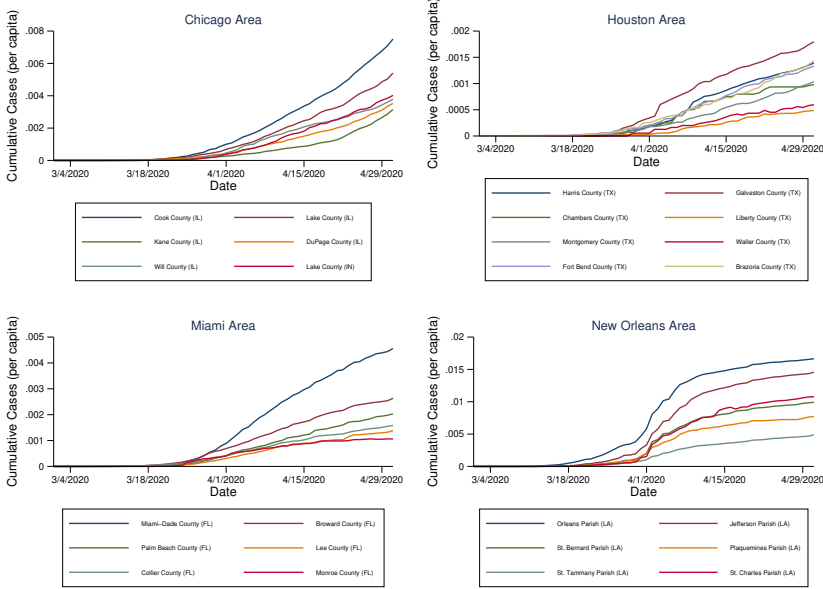 Chicago Area
Cumulative Cases (per capita)
.008
.006
.004
.002
0
3/4/2020 3/18/2020 4/1/2020 4/15/2020 4/29/2020
Date
Cook County (IL) Lake County (IL)
Kane County (IL) DuPage County (IL)
Will County (IL) Lake County (IN)
Houston Area
Cumulative Cases (per capita)
.002
.0015
.001
.0005
0
3/4/2020 3/18/2020 4/1/2020 4/15/2020 4/29/2020
Date
Harris County (TX) Galveston County (TX)
Chambers County (TX) Liberty County (TX)
Montgomery County (TX) Waller County (TX)
Fort Bend County (TX) Brazoria County (TX)
Miami Area
Cumulative Cases (per capita)
.005
.004
.003
.002
.001
0
3/4/2020 3/18/2020 4/1/2020 4/15/2020 4/29/2020
Date
Miami–Dade County (FL) Broward County (FL)
Palm Beach County (FL) Lee County (FL)
Collier County (FL) Monroe County (FL)
New Orleans Area
Cumulative Cases (per capita)
.02
.015
.01
.005
0
3/4/2020 3/18/2020 4/1/2020 4/15/2020 4/29/2020
Date
Orleans Parish (LA) Jefferson Parish (LA)
St. Bernard Parish (LA) Plaquemines Parish (LA)
St. Tammany Parish (LA) St. Charles Parish (LA)